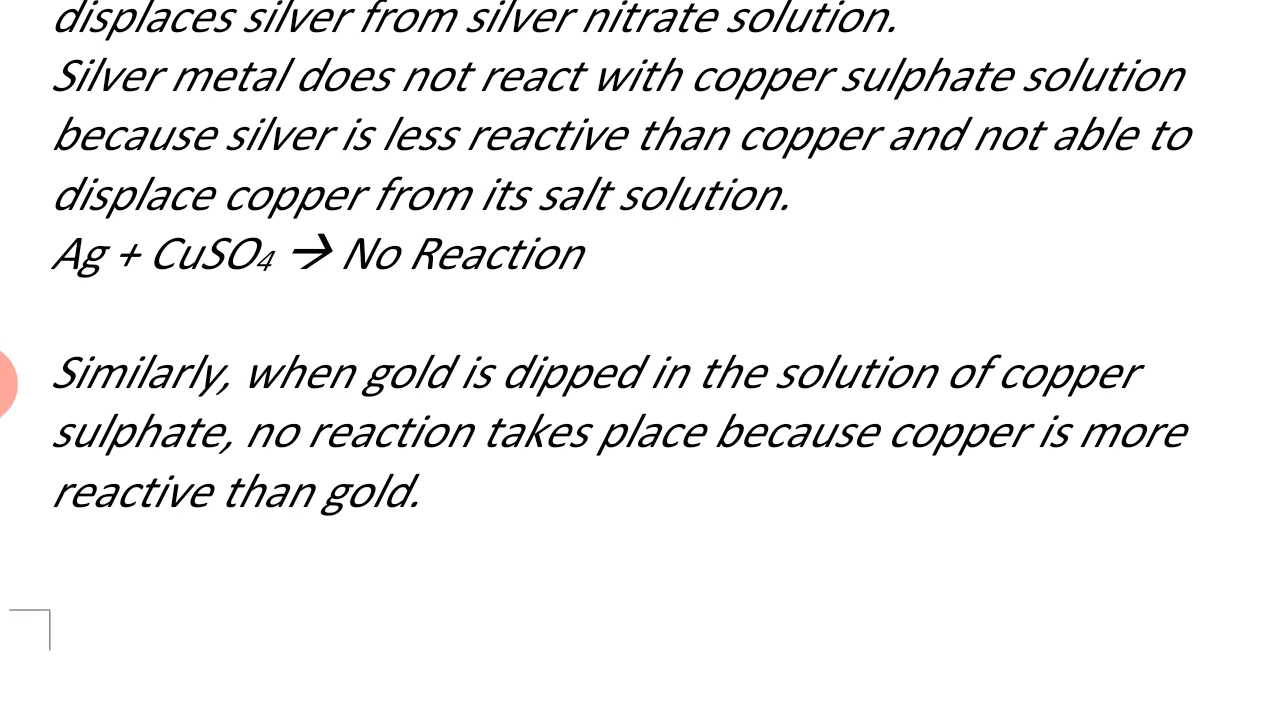 displaces silver from silver nitrate solution.
Silver metal does not react with copper sulphate solution
because silver is less reactive than copper and not able to
displace copper from its salt solution.
Ag + CuSO₄ → No Reaction
Similarly, when gold is dipped in the solution of copper
sulphate, no reaction takes place because copper is more
reactive than gold.